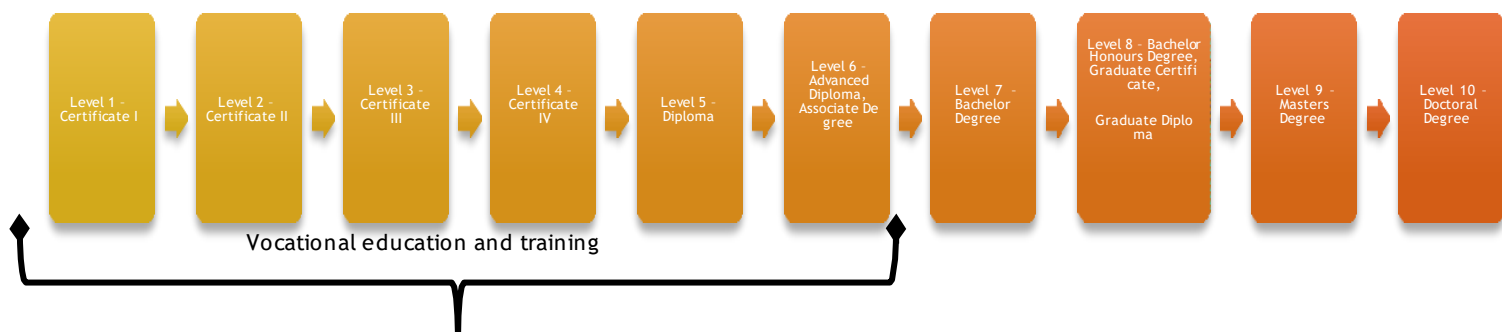 Level 1 –
Certificate I
Level 2 –
Certificate II
Level 3 –
Certificate
III
Level 4 –
Certificate
IV
Level 5 -
Diploma
Level 6 –
Advanced
Diploma,
Associate De
gree
Level 7  –
Bachelor
Degree
Level 8 – Bachelor
Honours Degree,
Graduate Certifi
cate,
Graduate Diplo
ma
Level 9 –
Masters
Degree
Level 10 –
Doctoral
Degree
Vocational education and training